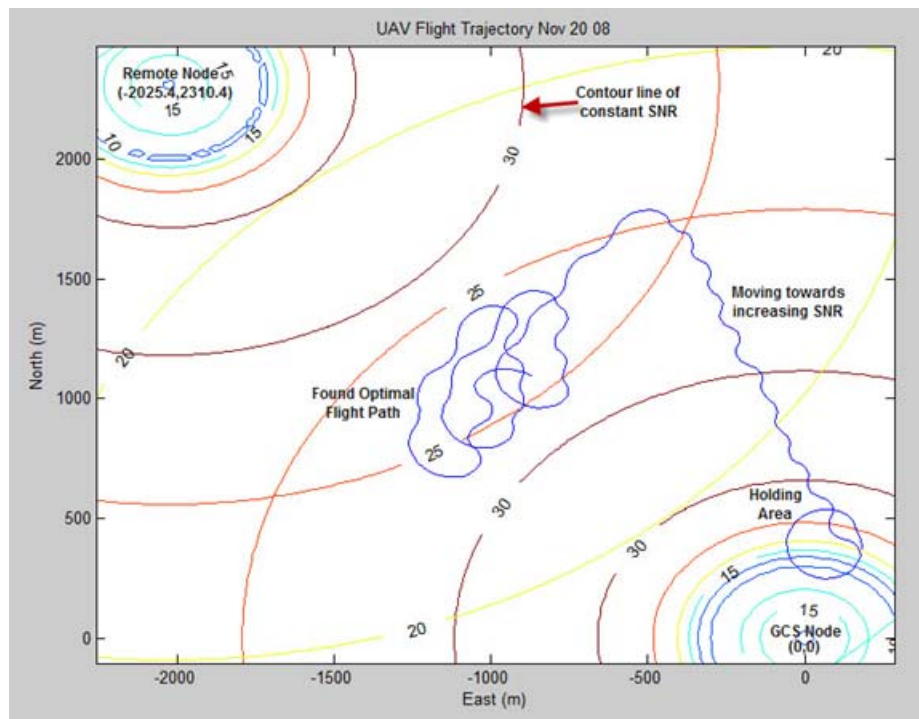 UAV Flight Trajectory Nov 20 08
20
15
Remote Node
(-2025.4,2310.4)
15
Contour line of
constant SNR
10
15
30
2000
1500
25
Moving towards
increasing SNR
20
North (m)
1000
Found Optimal
Flight Path
25
30
Holding
Area
500
30
15
15
20
GCS Node
(0,0)
0
-2000
-1500
-1000
-500
0
East (m)